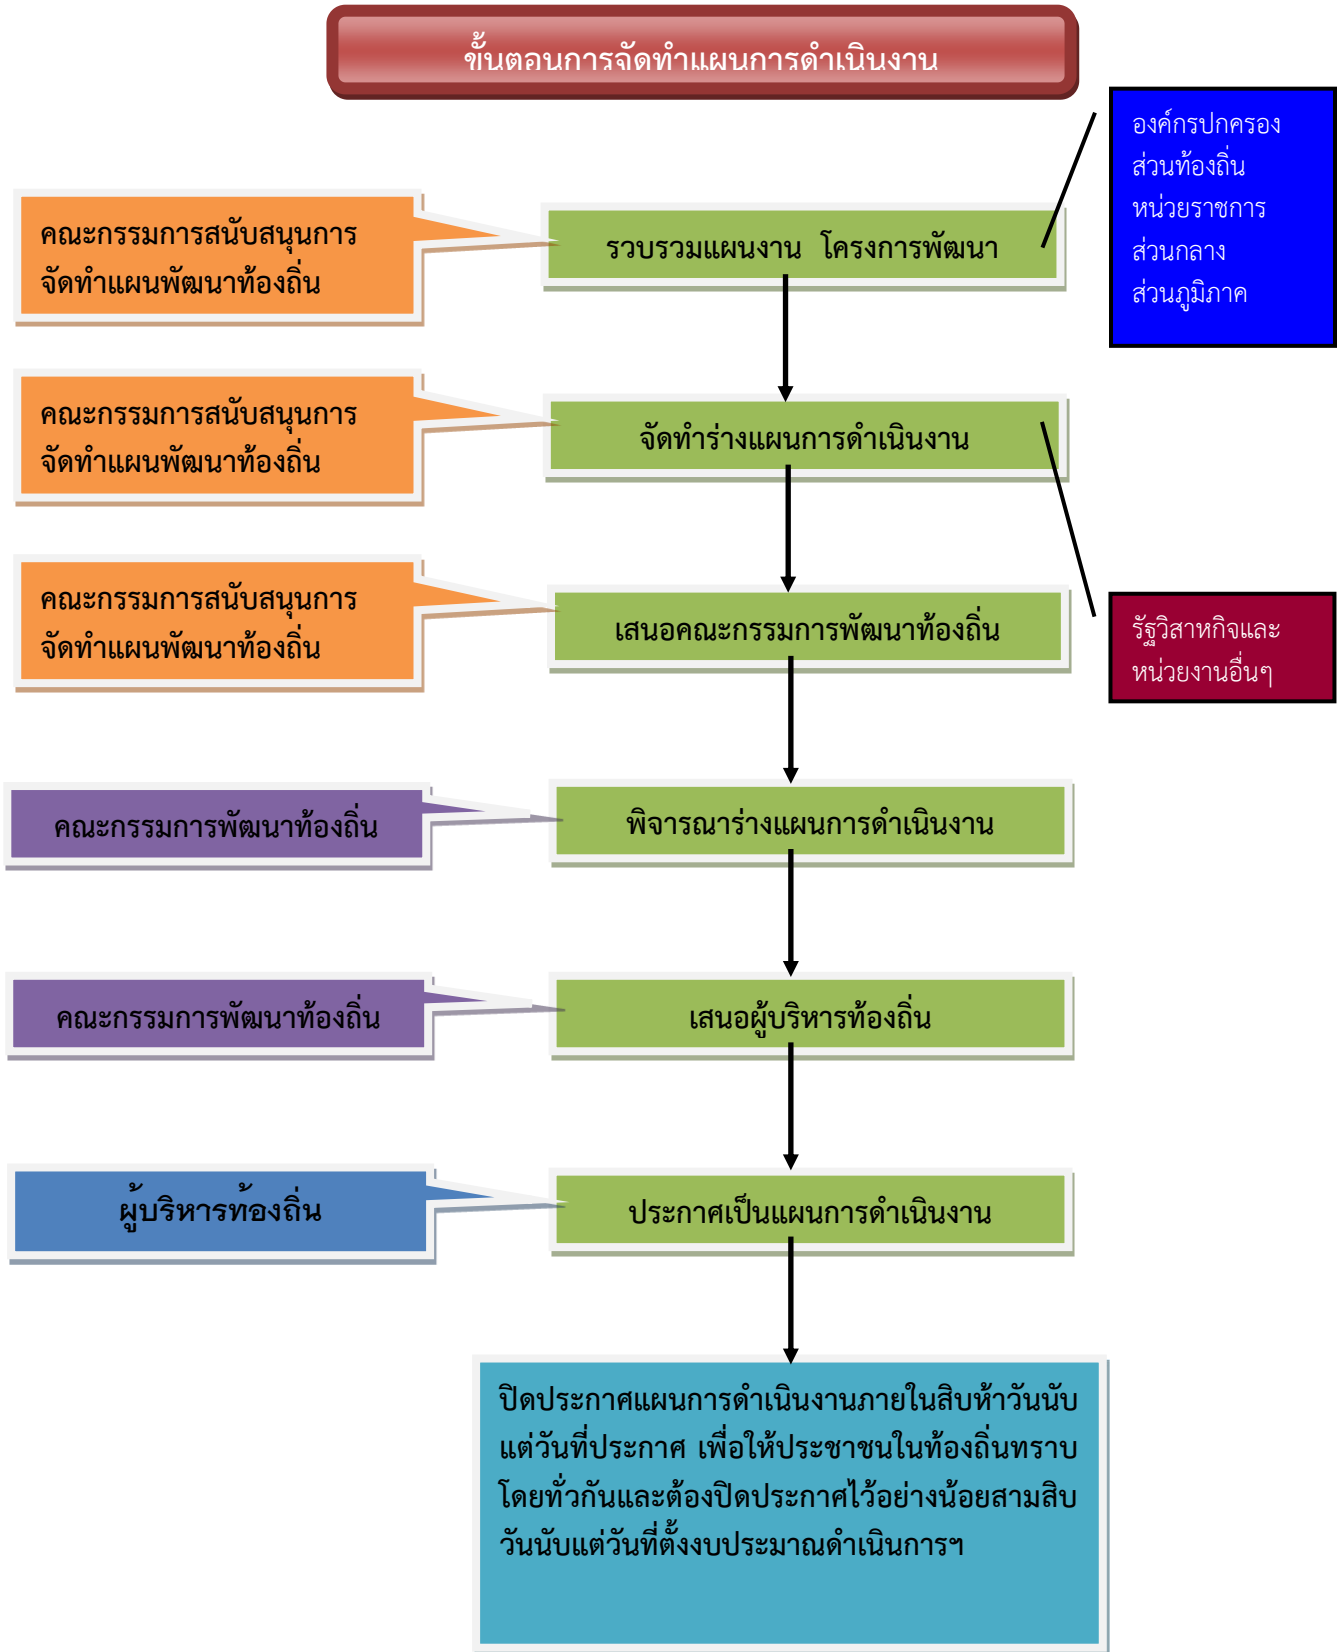 ขั้นตอนการจัดทำแผนการดำเนินงาน
องค์กรปกครอง
ส่วนท้องถิ่น
หน่วยราชการ
ส่วนกลาง
ส่วนภูมิภาค
คณะกรรมการสนับสนุนการ
จัดทำแผนพัฒนาท้องถิ่น
รวบรวมแผนงาน โครงการพัฒนา
คณะกรรมการสนับสนุนการ
จัดทำแผนพัฒนาท้องถิ่น
จัดทำร่างแผนการดำเนินงาน
คณะกรรมการสนับสนุนการ
จัดทำแผนพัฒนาท้องถิ่น
เสนอคณะกรรมการพัฒนาท้องถิ่น
รัฐวิสาหกิจและ
หน่วยงานอื่นๆ
คณะกรรมการพัฒนาท้องถิ่น
พิจารณาร่างแผนการดำเนินงาน
คณะกรรมการพัฒนาท้องถิ่น
เสนอผู้บริหารท้องถิ่น
ผู้บริหารท้องถิ่น
ประกาศเป็นแผนการดำเนินงาน
ปิดประกาศแผนการดำเนินงานภายในสิบห้าวันนับ
แต่วันที่ประกาศ เพื่อให้ประชาชนในท้องถิ่นทราบ
โดยทั่วกันและต้องปิดประกาศไว้อย่างน้อยสามสิบ
วันนับแต่วันที่ตั้งงบประมาณดำเนินการฯ